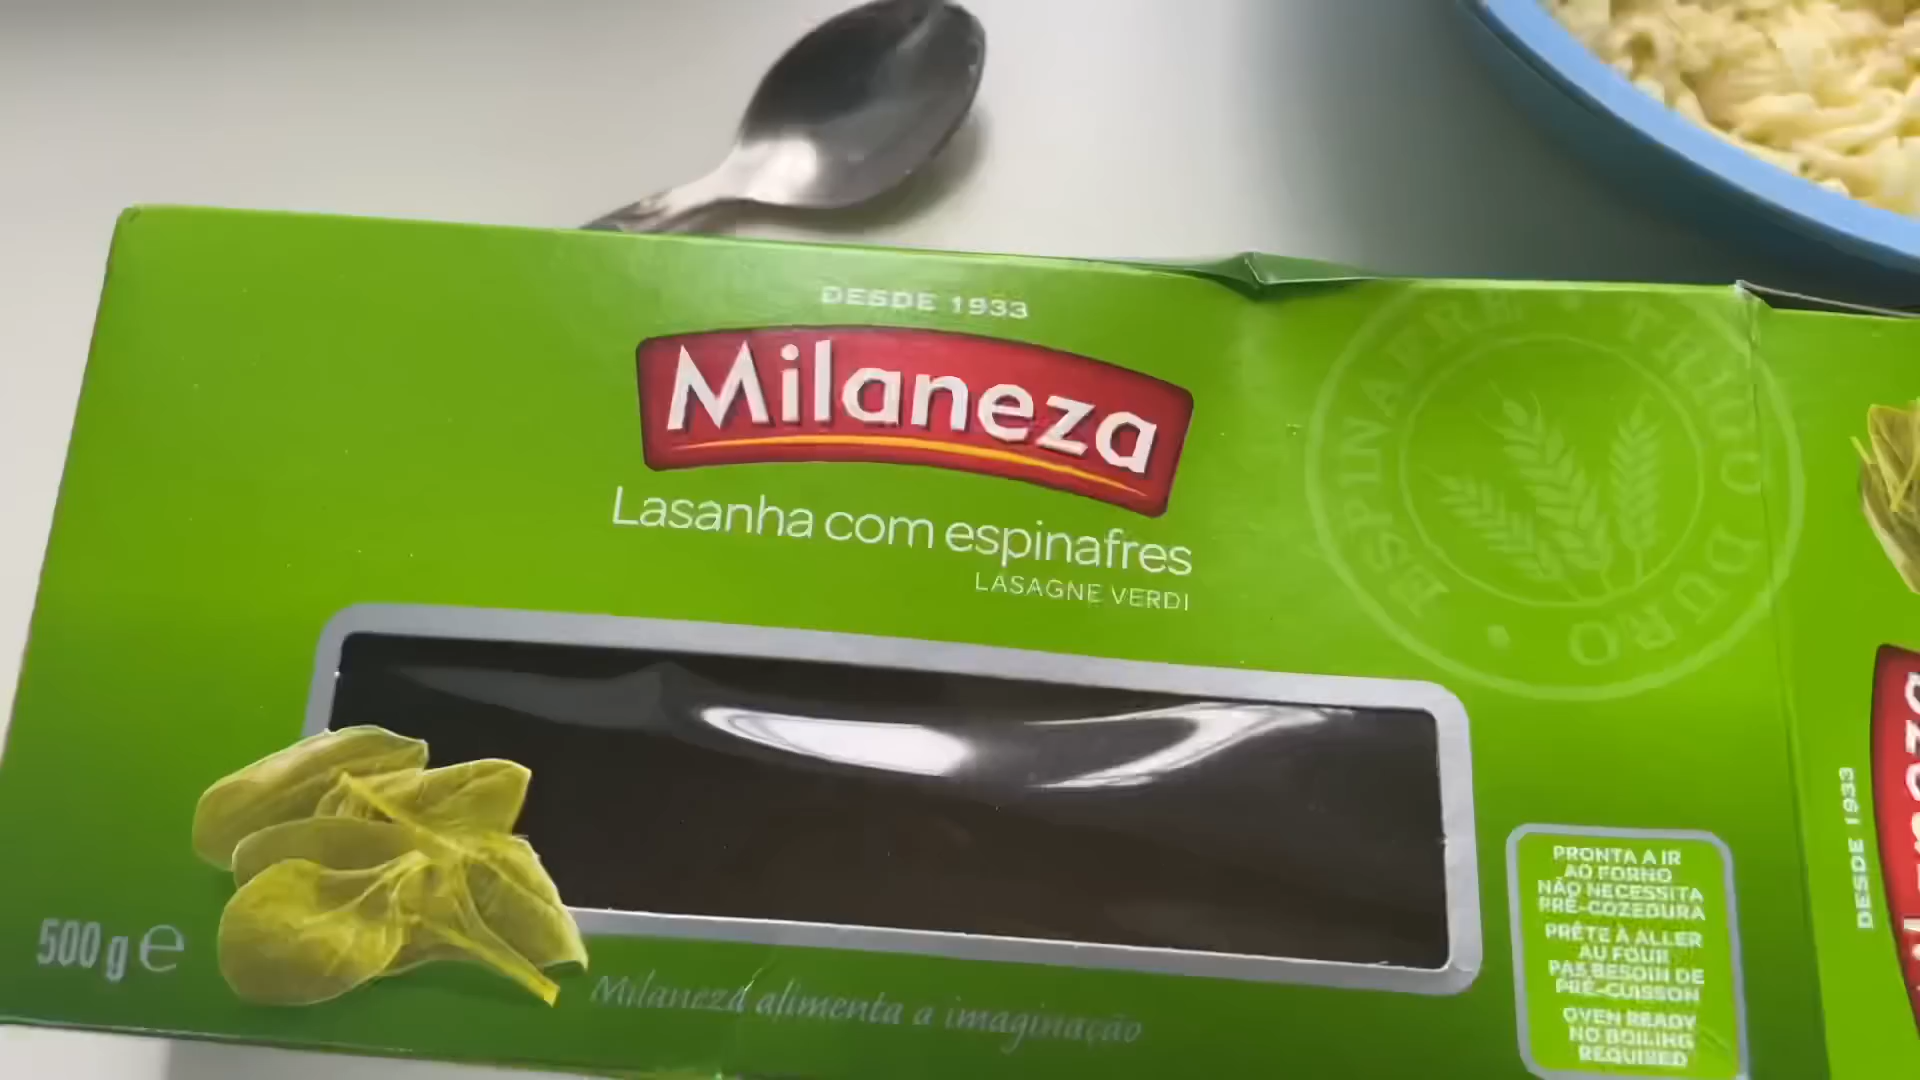 DESDE 1933
Milaneza
Lasanha com espinafres
LASAGNE VERDI
ESPINAFRE • TRIGO DURO •
500 g e
Milaneza alimenta a imaginação
PRONTA A IR
AO FORNO
NÃO NECESSITA
PRÉ-COZEDURA
PRÊTE À ALLER
AU FOUR
PAS BESOIN DE
PRÉ-CUISSON
OVEN READY
NO BOILING
REQUIRED
DESDE 1933